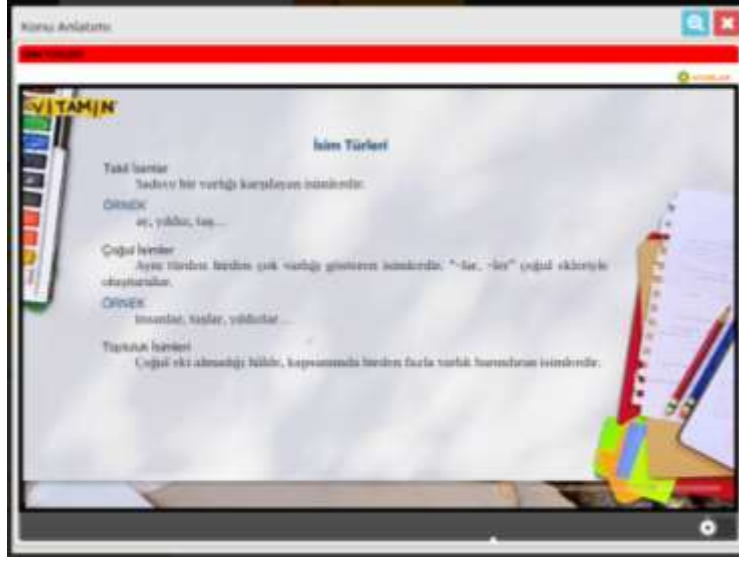 Konu Anlatımı
VİTAMİN
İsim Türleri
Tekil İsimler
Sadece bir varlığı karşılayan isimlerdir.
ÖRNEK
ay, yıldız, taş...
Çoğul İsimler
Aynı türden birden çok varlığı gösteren isimlerdir. "-lar, -ler" çoğul ekleriyle
oluşturulur.
ÖRNEK
insanlar, taşlar, yıldızlar...
Topluluk İsimleri
Çoğul eki almadığı hâlde, kapsamında birden fazla varlık barındıran isimlerdir.